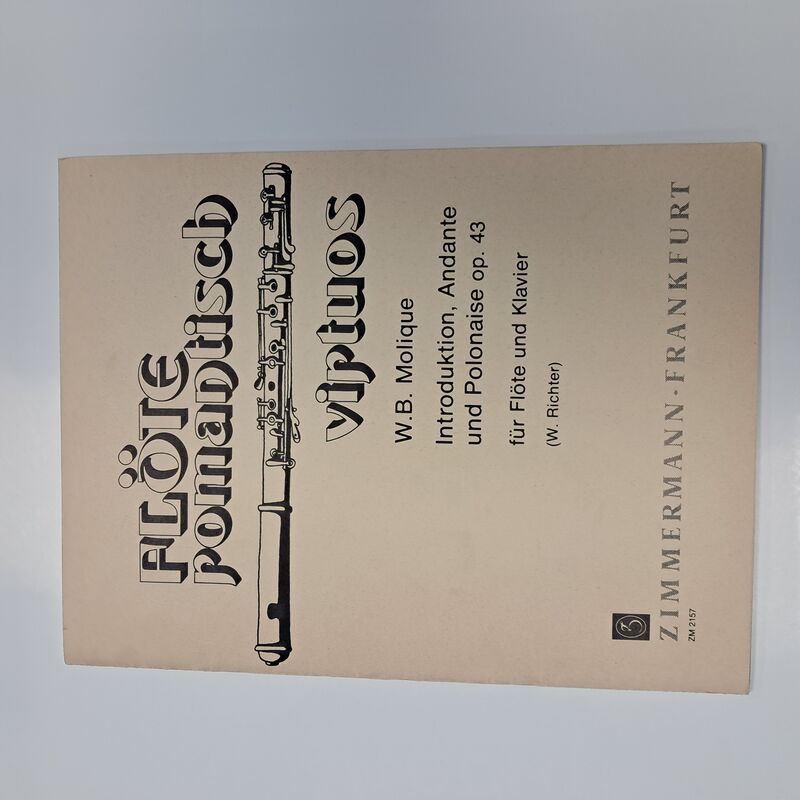 FLÖTE
romantisch
virtuos
W.B. Molique
Introduktion, Andante
und Polonaise op. 43
für Flöte und Klavier
(W. Richter)
ZIMMERMANN · FRANKFURT
ZM 2157